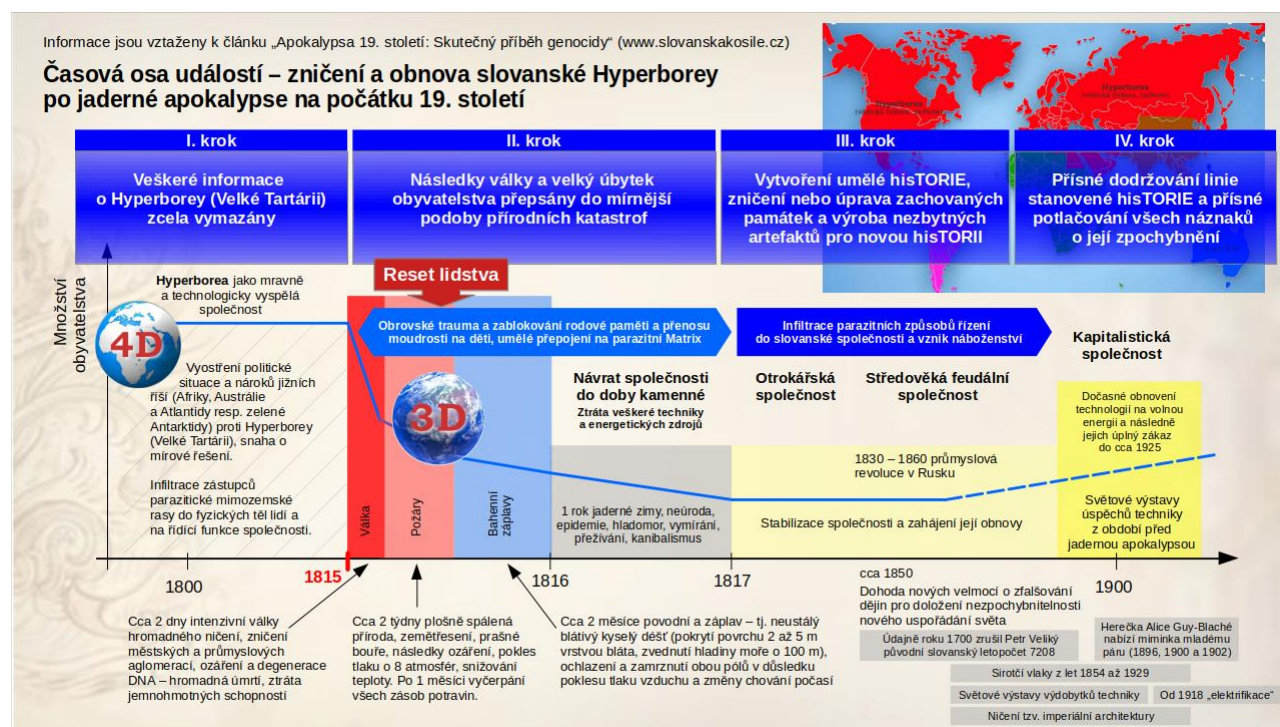 Informace jsou vztaženy k článku „Apokalypsa 19. století: Skutečný příběh genocidy“ (www.slovanskakosile.cz)
Časová osa událostí – zničení a obnova slovanské Hyperborey
po jaderné apokalypse na počátku 19. století
Hyperborea
Hyperborea
I. krok
Veškeré informace
o Hyperborey (Velké Tartárii)
zcela vymazány
II. krok
Následky války a velký úbytek
obyvatelstva přepsány do mírnější
podoby přírodních katastrof
III. krok
Vytvoření umělé hisTORIE,
zničení nebo úprava zachovaných
památek a výroba nezbytných
artefaktů pro novou hisTORII
IV. krok
Přísné dodržování linie
stanovené hisTORIE a přísné
potlačování všech náznaků
o její zpochybnění
Množství
obyvatelstva
Hyperborea jako mravně
a technologicky vyspělá
společnost
4D
Vyostření politické
situace a nároků jižních
říší (Afriky, Austrálie
a Atlantidy resp. zelené
Antarktidy) proti Hyperborey
(Velké Tartárii), snaha o
mírové řešení.
Infiltrace zástupců
parazitické mimozemské
rasy do fyzických těl lidí a
na řídící funkce společnosti.
Reset lidstva
Obrovské trauma a zablokování rodové paměti a přenosu
moudrosti na děti, umělé přepojení na parazitní Matrix
3D
Válka
Požáry
Bahenní
záplavy
Návrat společnosti
do doby kamenné
Ztráta veškeré techniky
a energetických zdrojů
1 rok jaderné zimy, neúroda,
epidemie, hladomor, vymírání,
přežívání, kanibalismus
Infiltrace parazitních způsobů řízení
do slovanské společnosti a vznik náboženství
Otrokářská
společnost
Středověká feudální
společnost
1830 – 1860 průmyslová
revoluce v Rusku
Stabilizace společnosti a zahájení její obnovy
Kapitalistická
společnost
Dočasné obnovení
technologií na volnou
energii a následně
jejich úplný zákaz
do cca 1925
Světové výstavy
úspěchů techniky
z období před
jadernou apokalypsou
1800
1815
1816
1817
1900
Cca 2 dny intenzivní války
hromadného ničení, zničení
městských a průmyslových
aglomerací, ozáření a degenerace
DNA – hromadná úmrtí, ztráta
jemnohmotných schopností
Cca 2 týdny plošně spálená
příroda, zemětřesení, prašné
bouře, následky ozáření, pokles
tlaku o 8 atmosfér, snižování
teploty. Po 1 měsíci vyčerpání
všech zásob potravin.
Cca 2 měsíce povodní a záplav – tj. neustálý
blátivý kyselý déšť (pokrytí povrchu 2 až 5 m
vrstvou bláta, zvednutí hladiny moře o 100 m),
ochlazení a zamrznutí obou pólů v důsledku
poklesu tlaku vzduchu a změny chování počasí
cca 1850
Dohoda nových velmocí o zfalšování
dějin pro doložení nezpochybnitelnosti
nového uspořádání světa
Údajně roku 1700 zrušil Petr Veliký
původní slovanský letopočet 7208
Herečka Alice Guy-Blaché
nabízí miminka mladému
páru (1896, 1900 a 1902)
Sirotčí vlaky z let 1854 až 1929
Světové výstavy výdobytků techniky
Od 1918 „elektrifikace“
Ničení tzv. imperiální architektury